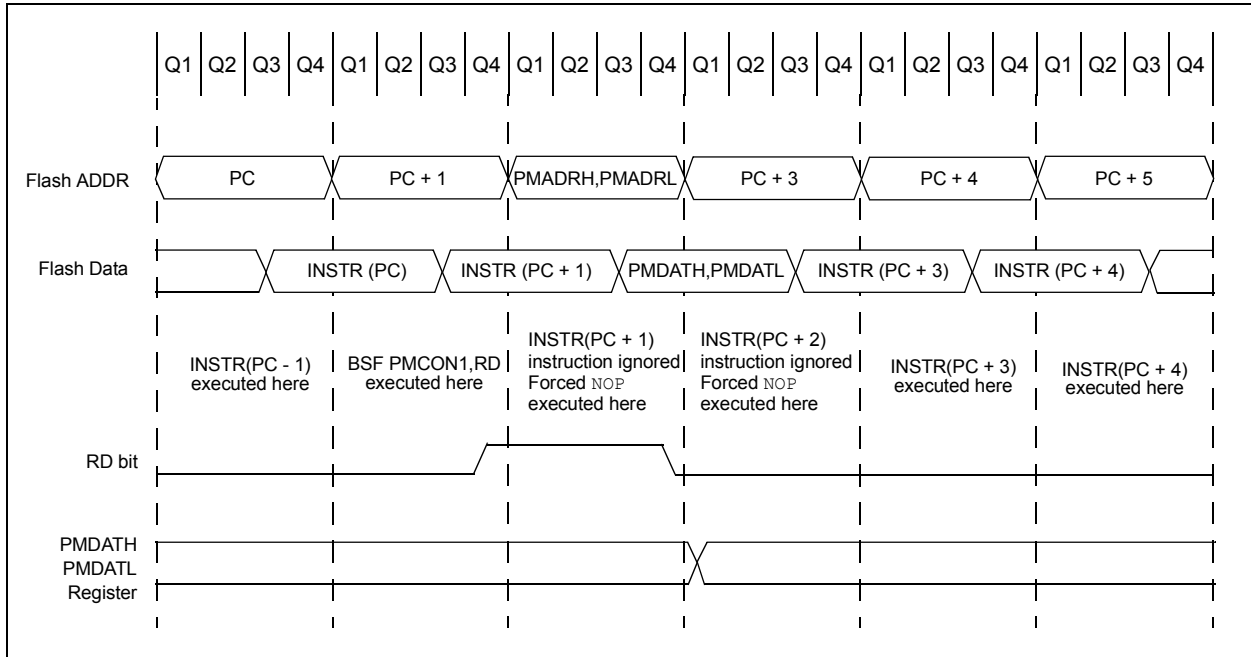 Q1 Q2 Q3 Q4 Q1 Q2 Q3 Q4 Q1 Q2 Q3 Q4 Q1 Q2 Q3 Q4 Q1 Q2 Q3 Q4 Q1 Q2 Q3 Q4
Flash ADDR PC PC + 1 PMADRH,PMADRL PC + 3 PC + 4 PC + 5
Flash Data INSTR (PC) INSTR (PC + 1) PMDATH,PMDATL INSTR (PC + 3) INSTR (PC + 4)
INSTR(PC - 1)
executed here
BSF PMCON1,RD
executed here
INSTR(PC + 1)
instruction ignored
Forced NOP
executed here
INSTR(PC + 2)
instruction ignored
Forced NOP
executed here
INSTR(PC + 3)
executed here
INSTR(PC + 4)
executed here
RD bit
PMDATH
PMDATL
Register